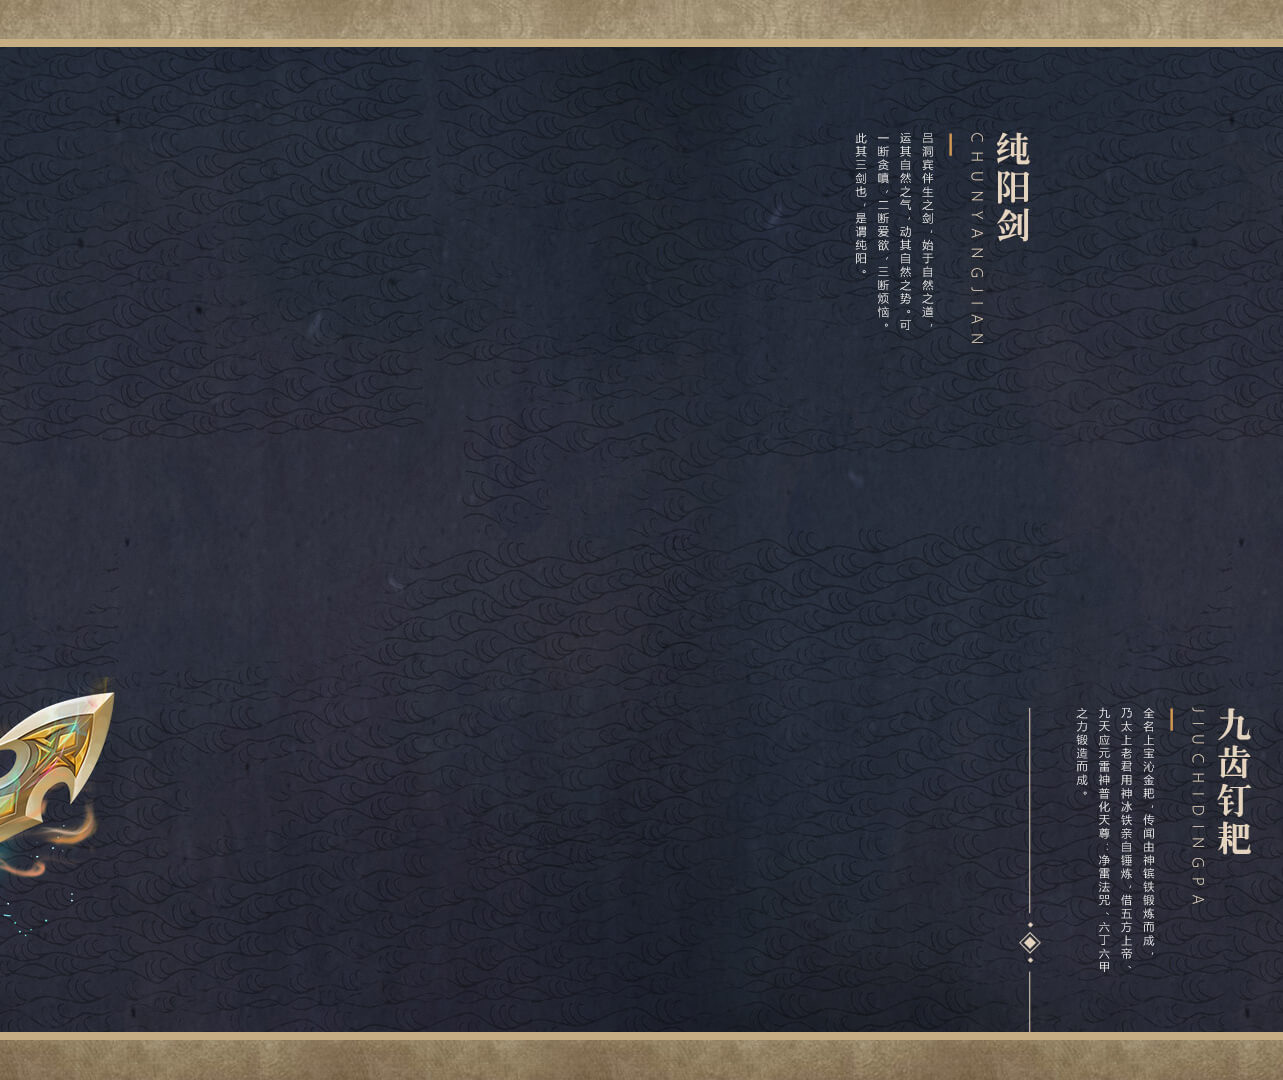 纯阳剑
CHUNYANGJIAN
吕洞宾伴生之剑，始于自然之道，
运其自然之气，动其自然之势。可
一断贪嗔，二断爱欲，三断烦恼。
此其三剑也，是谓纯阳。
九齿钉耙
JIUCHIDINGPA
全名上宝沁金耙，传闻由神镔铁锻炼而成，
乃太上老君用神冰铁亲自锤炼，借五方上帝、
九天应元雷神普化天尊：净雷法咒、六丁六甲
之力锻造而成。